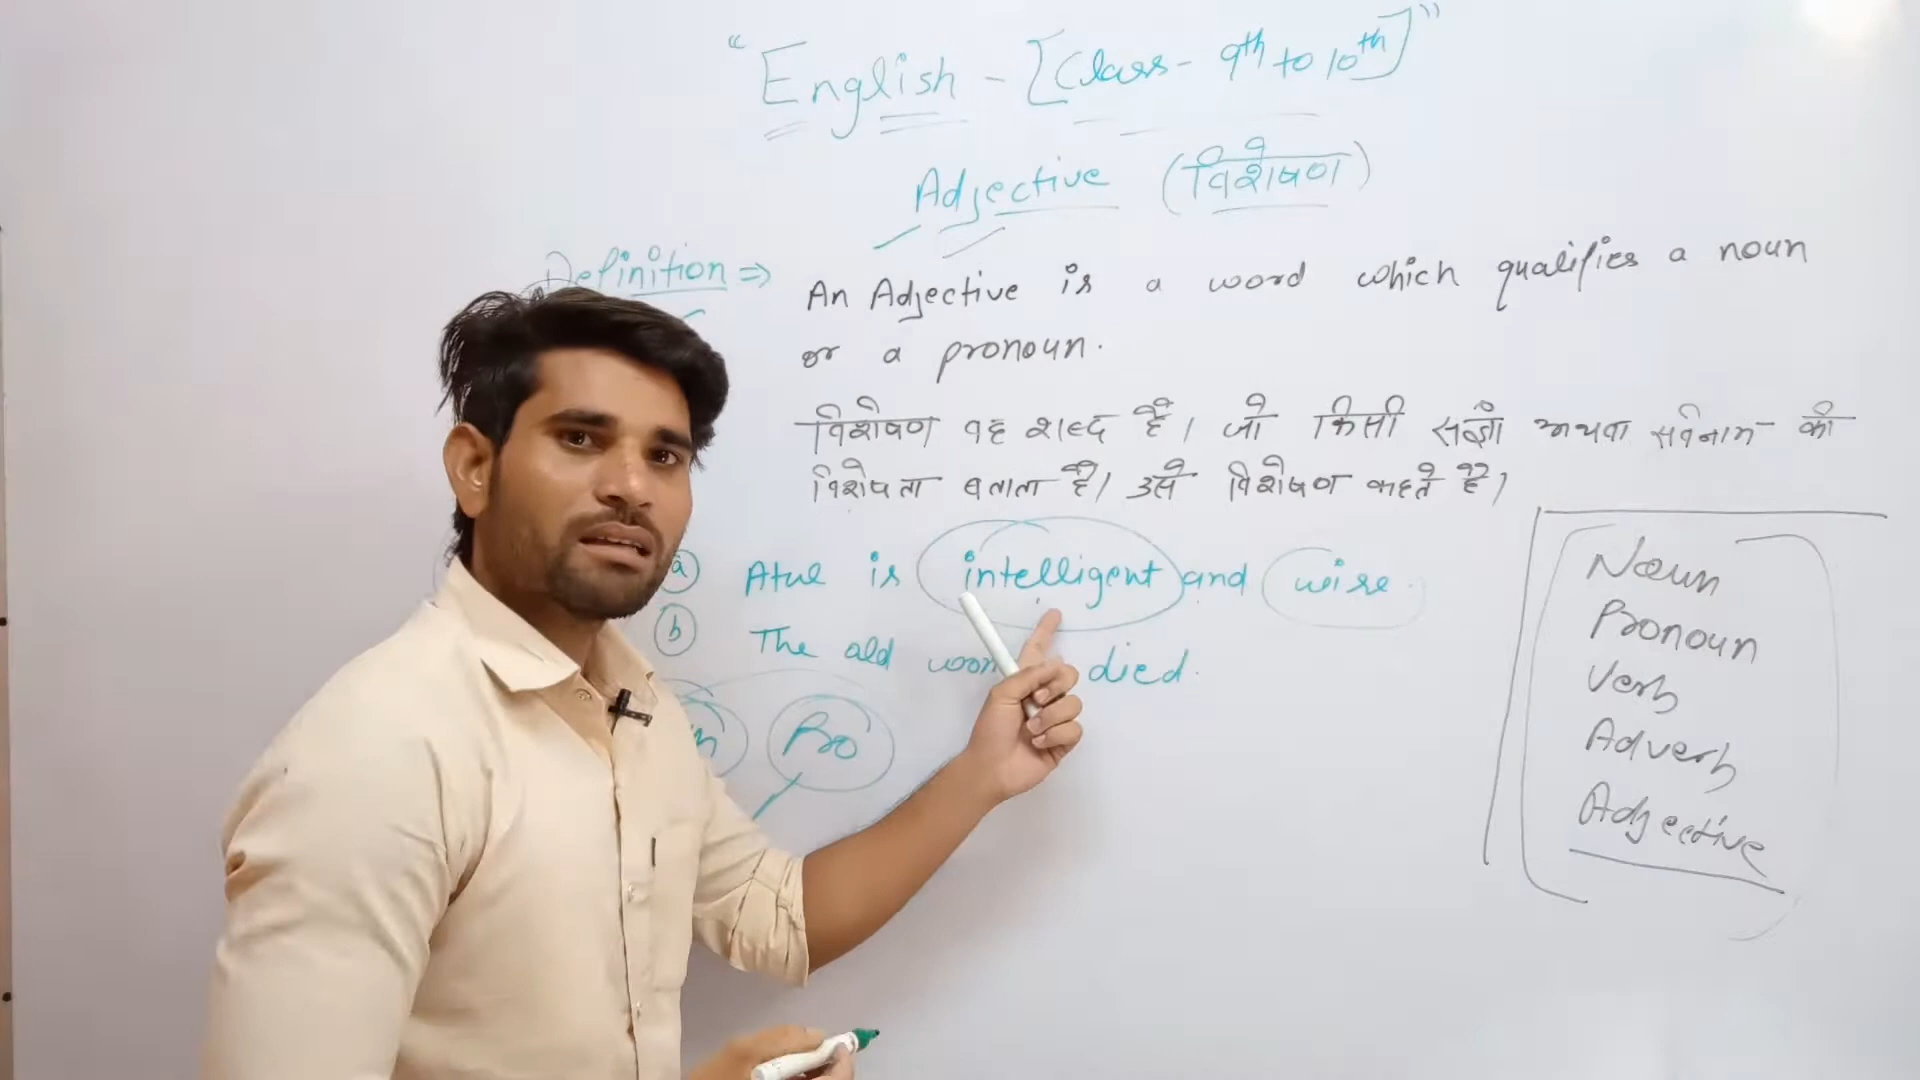 "English - [Class - 9th to 10th]"
Adjective (विशेषण)
Definition ⇒ An Adjective is a word which qualifies a noun
or a pronoun.
विशेषण वह शब्द है। जो किसी संज्ञा अथवा सर्वनाम की
विशेषता बताता है। उसे विशेषण कहते है।
(a) Atul is intelligent and wise.
(b) The old died.
Pro
Noun
Pronoun
Verb
Adverb
Adjective